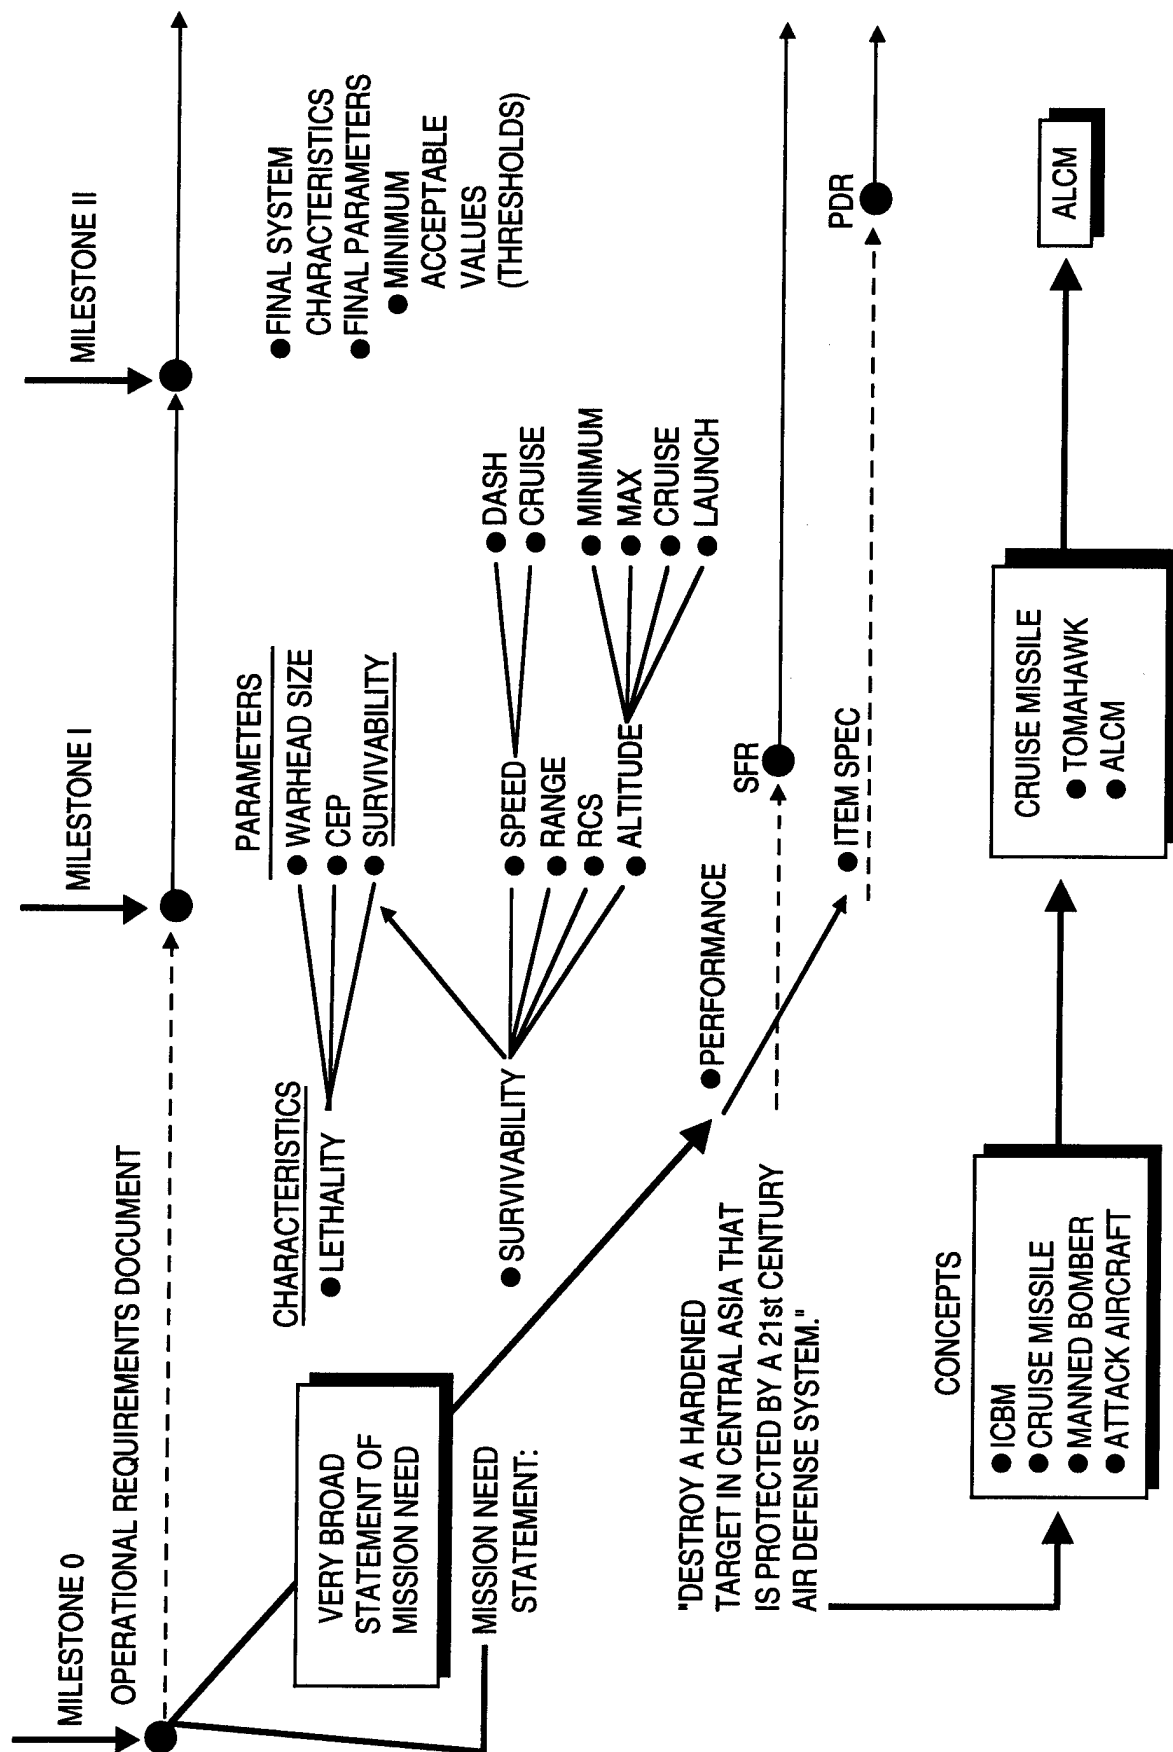 MILESTONE 0
MILESTONE I
MILESTONE II
OPERATIONAL REQUIREMENTS DOCUMENT
VERY BROAD
STATEMENT OF
MISSION NEED
MISSION NEED
STATEMENT:
CHARACTERISTICS
● LETHALITY
● SURVIVABILITY
PARAMETERS
● WARHEAD SIZE
● CEP
● SURVIVABILITY
● SPEED
● RANGE
● RCS
● ALTITUDE
● DASH
● CRUISE
● MINIMUM
● MAX
● CRUISE
● LAUNCH
● FINAL SYSTEM
CHARACTERISTICS
● FINAL PARAMETERS
● MINIMUM
ACCEPTABLE
VALUES
(THRESHOLDS)
"DESTROY A HARDENED
TARGET IN CENTRAL ASIA THAT
IS PROTECTED BY A 21st CENTURY
AIR DEFENSE SYSTEM."
● PERFORMANCE
SFR
● ITEM SPEC
PDR
CONCEPTS
● ICBM
● CRUISE MISSILE
● MANNED BOMBER
● ATTACK AIRCRAFT
CRUISE MISSILE
● TOMAHAWK
● ALCM
ALCM